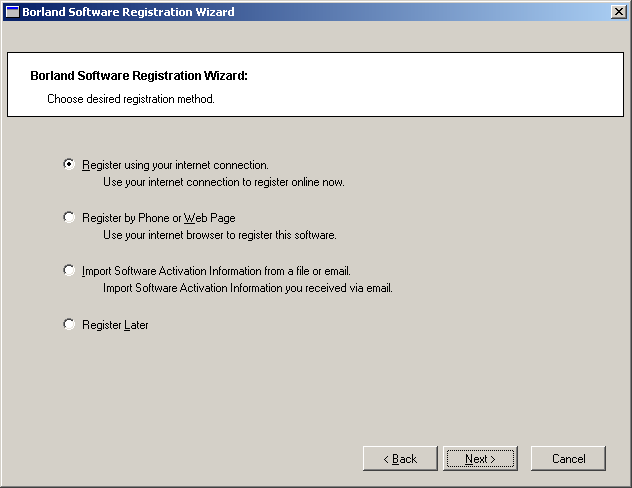 Borland Software Registration Wizard
Borland Software Registration Wizard:
Choose desired registration method.
Register using your internet connection.
Use your internet connection to register online now.
Register by Phone or Web Page
Use your internet browser to register this software.
Import Software Activation Information from a file or email.
Import Software Activation Information you received via email.
Register Later
< Back
Next >
Cancel